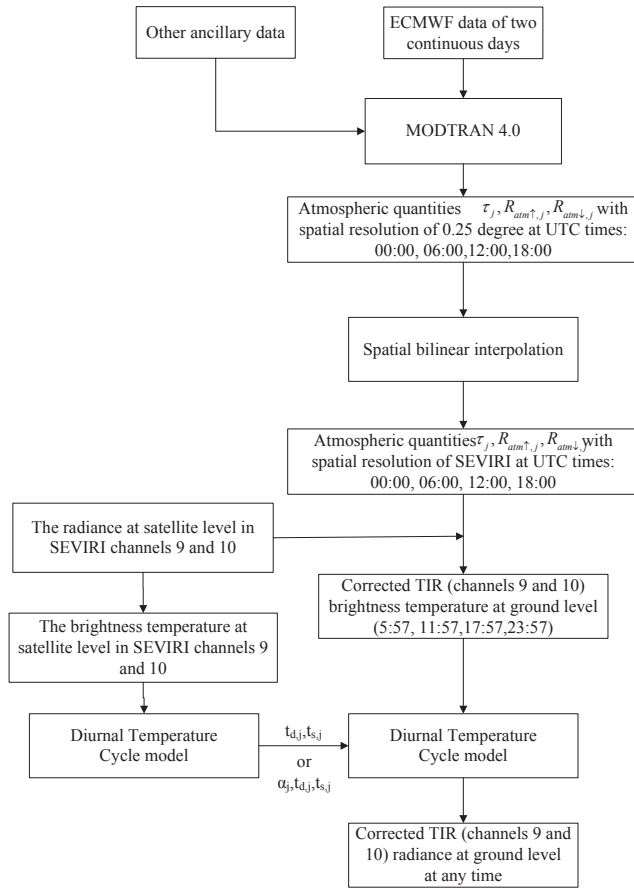 Other ancillary data
ECMWF data of two
continuous days
MODTRAN 4.0
Atmospheric quantities τj, Ratm↑,j, Ratm↓,j with
spatial resolution of 0.25 degree at UTC times:
00:00, 06:00,12:00,18:00
Spatial bilinear interpolation
Atmospheric quantities τj, Ratm↑,j, Ratm↓,j with
spatial resolution of SEVIRI at UTC times:
00:00, 06:00, 12:00, 18:00
The radiance at satellite level in
SEVIRI channels 9 and 10
Corrected TIR (channels 9 and 10)
brightness temperature at ground level
(5:57, 11:57,17:57,23:57)
The brightness temperature at
satellite level in SEVIRI channels 9
and 10
Diurnal Temperature
Cycle model
td,j,ts,j
or
αj,td,j,ts,j
Diurnal Temperature
Cycle model
Corrected TIR (channels 9 and
10) radiance at ground level
at any time